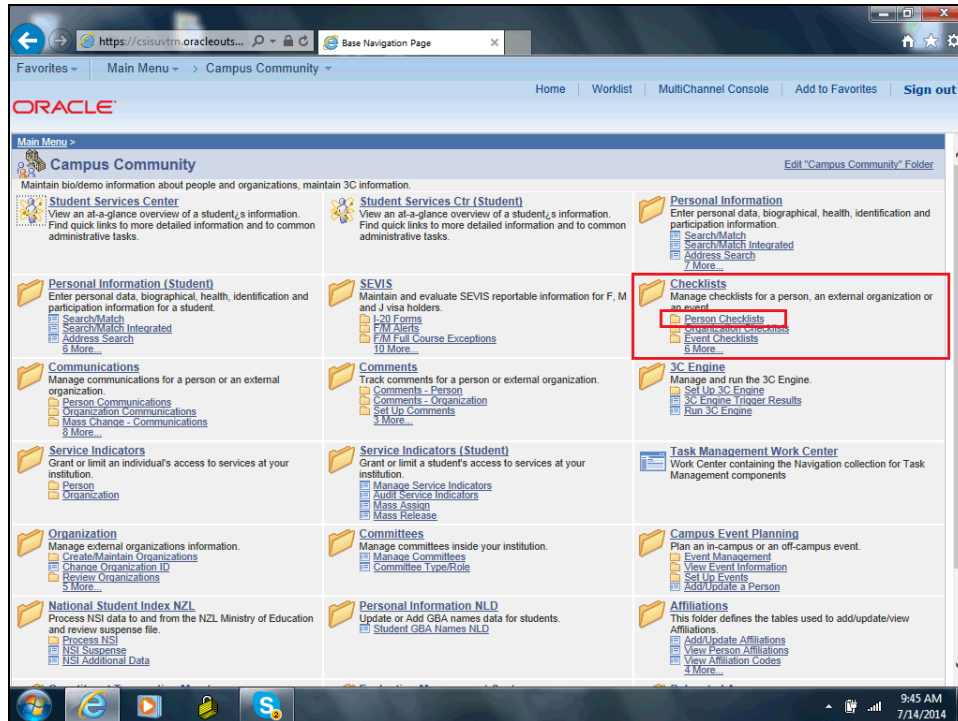 https://csisuvtrn.oracleouts...
Base Navigation Page
Favorites
Main Menu > Campus Community
Home | Worklist | MultiChannel Console | Add to Favorites | Sign out
ORACLE
Main Menu >
Campus Community
Edit "Campus Community" Folder
Maintain bio/demo information about people and organizations, maintain 3C information.
Student Services Center
View an at-a-glance overview of a student¿s information.
Find quick links to more detailed information and to common
administrative tasks.
Student Services Ctr (Student)
View an at-a-glance overview of a student¿s information.
Find quick links to more detailed information and to common
administrative tasks.
Personal Information
Enter personal data, biographical, health, identification and
participation information.
Search/Match
Search/Match Integrated
Address Search
7 More...
Personal Information (Student)
Enter personal data, biographical, health, identification and
participation information for a student.
Search/Match
Search/Match Integrated
Address Search
6 More...
SEVIS
Maintain and evaluate SEVIS reportable information for F, M
and J visa holders.
I-20 Forms
F/M Alerts
F/M Full Course Exceptions
10 More...
Checklists
Manage checklists for a person, an external organization or
an event.
Person Checklists
Organization Checklists
Event Checklists
6 More...
Communications
Manage communications for a person or an external
organization.
Person Communications
Organization Communications
Mass Change - Communications
8 More...
Comments
Track comments for a person or external organization.
Comments - Person
Comments - Organization
Set Up Comments
3 More...
3C Engine
Manage and run the 3C Engine.
Set Up 3C Engine
3C Engine Trigger Results
Run 3C Engine
Service Indicators
Grant or limit an individual's access to services at your
institution.
Person
Organization
Service Indicators (Student)
Grant or limit a student's access to services at your
institution.
Manage Service Indicators
Audit Service Indicators
Mass Assign
Mass Release
Task Management Work Center
Work Center containing the Navigation collection for Task
Management components
Organization
Manage external organizations information.
Create/Maintain Organizations
Change Organization ID
Review Organizations
5 More...
Committees
Manage committees inside your institution.
Manage Committees
Committee Type/Role
Campus Event Planning
Plan an in-campus or an off-campus event.
Event Management
View Event Information
Set Up Events
Add/Update a Person
National Student Index NZL
Process NSI data to and from the NZL Ministry of Education
and review suspense file.
Process NSI
NSI Suspense
NSI Additional Data
Personal Information NLD
Update or Add GBA names data for students.
Student GBA Names NLD
Affiliations
This folder defines the tables used to add/update/view
Affiliations.
Add/Update Affiliations
View Person Affiliations
View Affiliation Codes
4 More...
9:45 AM
7/14/2014